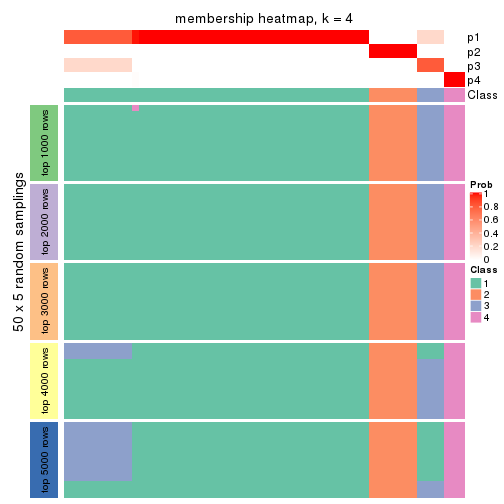 membership heatmap, k = 4
p1
p2
p3
p4
Class
50 x 5 random samplings
top 1000 rows
top 2000 rows
top 3000 rows
top 4000 rows
top 5000 rows
Prob
1
0.8
0.6
0.4
0.2
0
Class
1
2
3
4